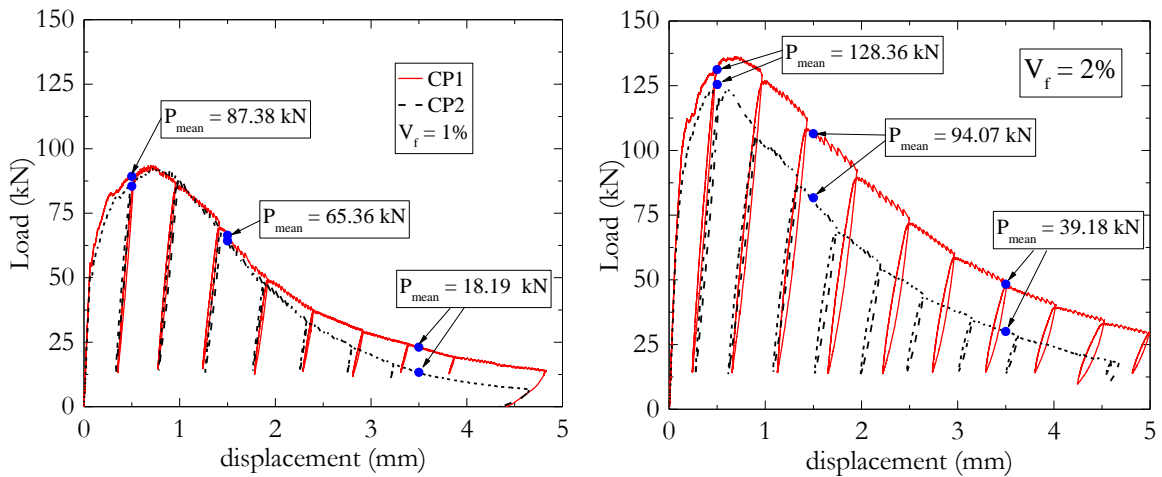 150
125
100
75
50
25
0
Load (kN)
0 1 2 3 4 5
displacement (mm)
P_mean = 87.38 kN
CP1
CP2
V_f = 1%
P_mean = 65.36 kN
P_mean = 18.19 kN
150
125
100
75
50
25
0
Load (kN)
0 1 2 3 4 5
displacement (mm)
P_mean = 128.36 kN
V_f = 2%
P_mean = 94.07 kN
P_mean = 39.18 kN